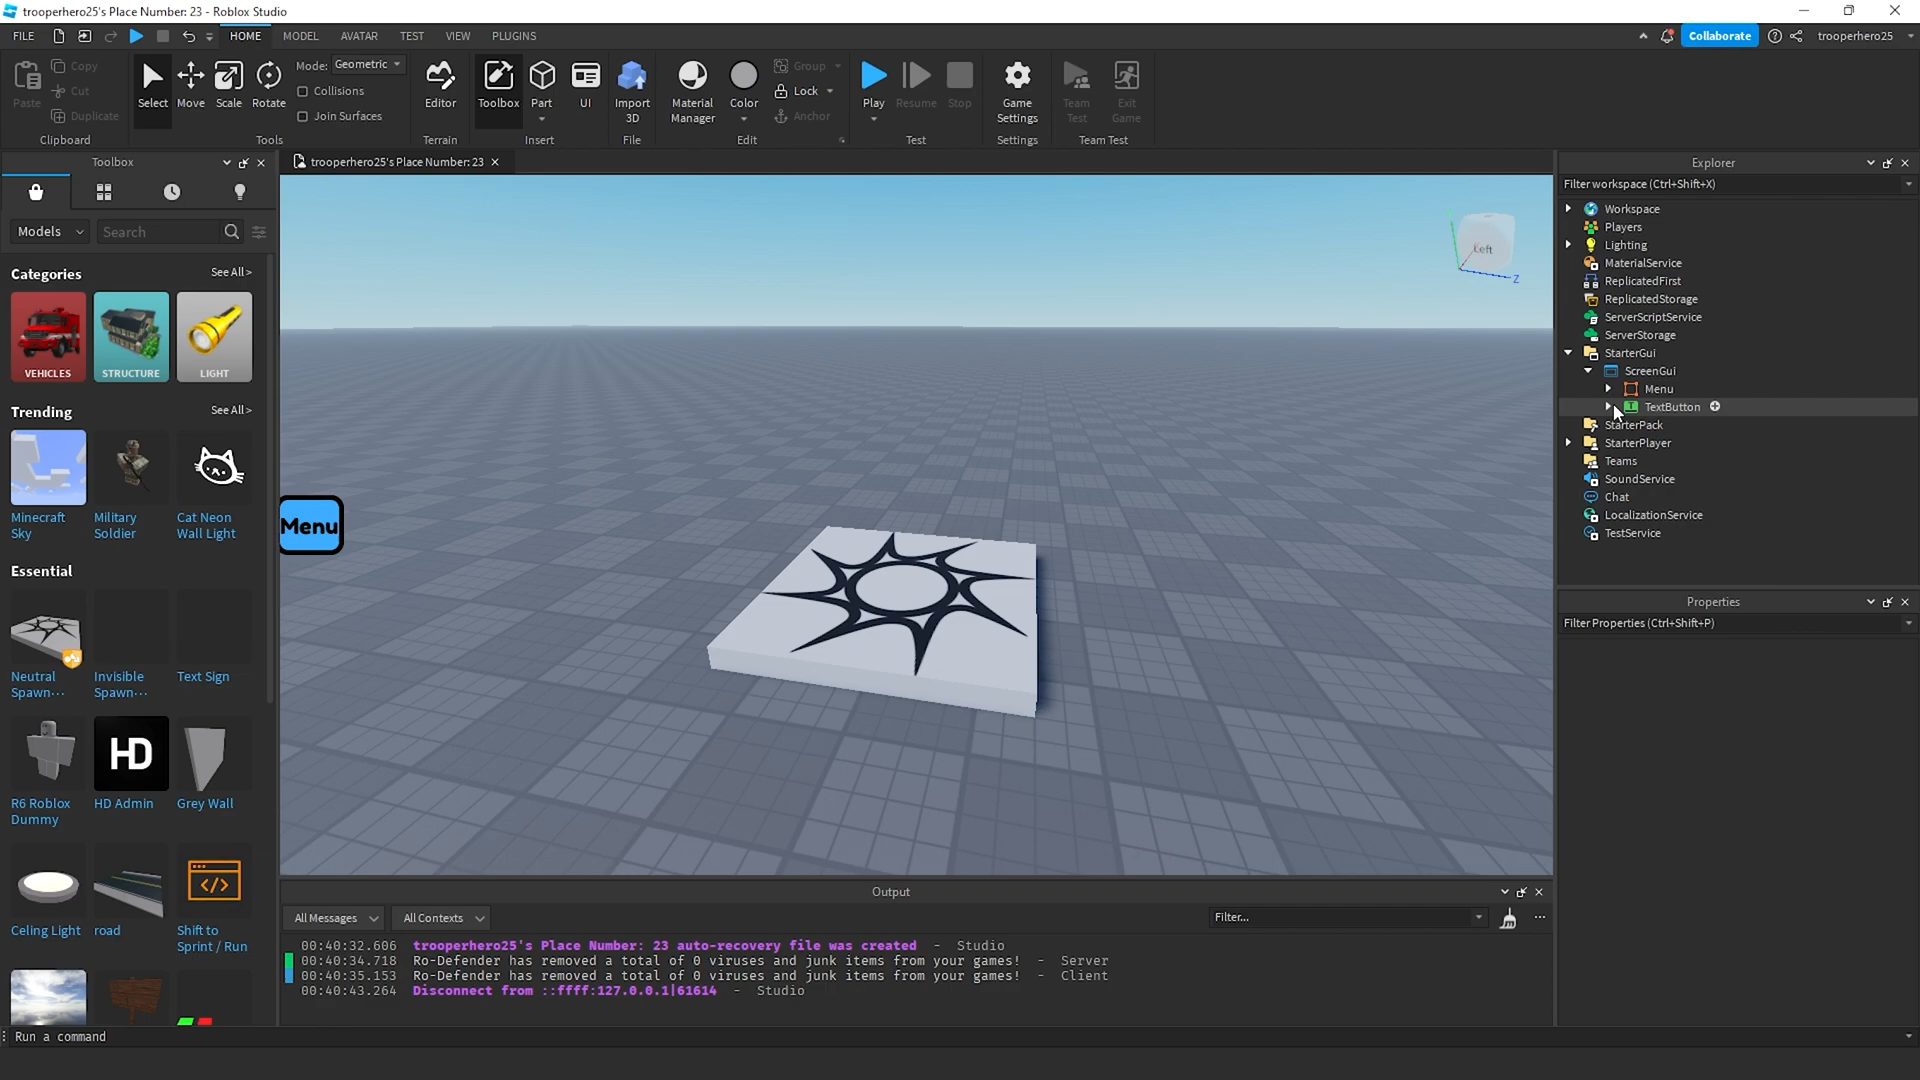 trooperhero25's Place Number: 23 - Roblox Studio
FILE HOME MODEL AVATAR TEST VIEW PLUGINS Collaborate trooperhero25
Paste Copy Cut Duplicate Clipboard
Select Move Scale Rotate Mode: Geometric Collisions Join Surfaces Tools
Editor Terrain
Toolbox Part UI Insert
Import 3D File
Material Manager Color Group Lock Anchor Edit
Play Resume Stop Test
Game Settings Settings
Team Test Exit Game Team Test
Toolbox
trooperhero25's Place Number: 23
Models Search
Categories See All >
VEHICLES STRUCTURE LIGHT
Trending See All >
Minecraft Sky Military Soldier Cat Neon Wall Light
Essential
Neutral Spawn··· Invisible Spawn··· Text Sign
HD
R6 Roblox Dummy HD Admin Grey Wall
Celing Light road Shift to Sprint / Run
Menu
Left
Z
Explorer
Filter workspace (Ctrl+Shift+X)
Workspace
Players
Lighting
MaterialService
ReplicatedFirst
ReplicatedStorage
ServerScriptService
ServerStorage
StarterGui
ScreenGui
Menu
TextButton
StarterPack
StarterPlayer
Teams
SoundService
Chat
LocalizationService
TestService
Properties
Filter Properties (Ctrl+Shift+P)
Output
All Messages All Contexts Filter...
00:40:32.606 trooperhero25's Place Number: 23 auto-recovery file was created - Studio
00:40:34.718 Ro-Defender has removed a total of 0 viruses and junk items from your games! - Server
00:40:35.153 Ro-Defender has removed a total of 0 viruses and junk items from your games! - Client
00:40:43.264 Disconnect from ::ffff:127.0.0.1|61614 - Studio
Run a command